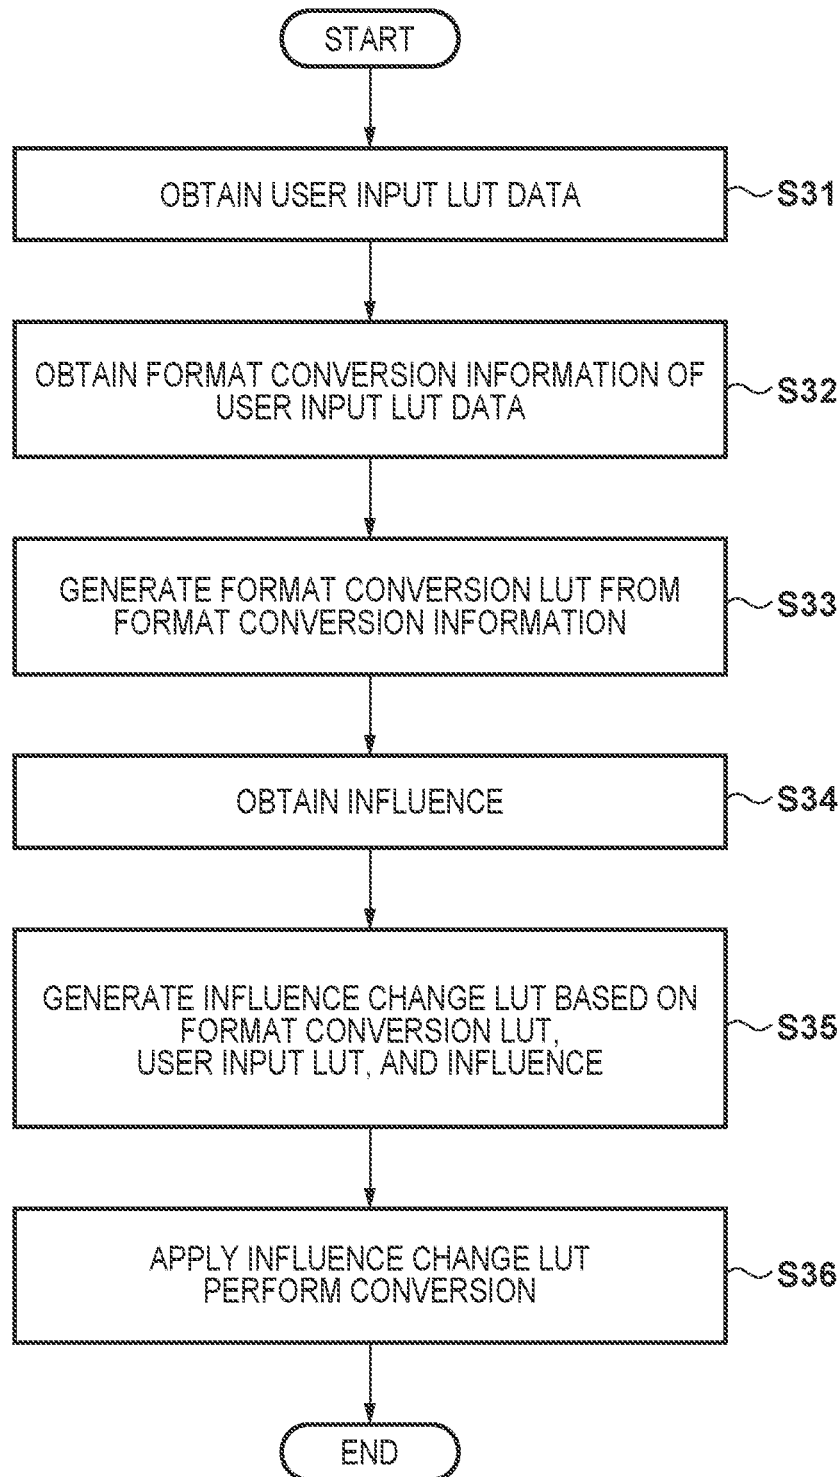 START
OBTAIN USER INPUT LUT DATA
S31
OBTAIN FORMAT CONVERSION INFORMATION OF
USER INPUT LUT DATA
S32
GENERATE FORMAT CONVERSION LUT FROM
FORMAT CONVERSION INFORMATION
S33
OBTAIN INFLUENCE
S34
GENERATE INFLUENCE CHANGE LUT BASED ON
FORMAT CONVERSION LUT,
USER INPUT LUT, AND INFLUENCE
S35
APPLY INFLUENCE CHANGE LUT
PERFORM CONVERSION
S36
END